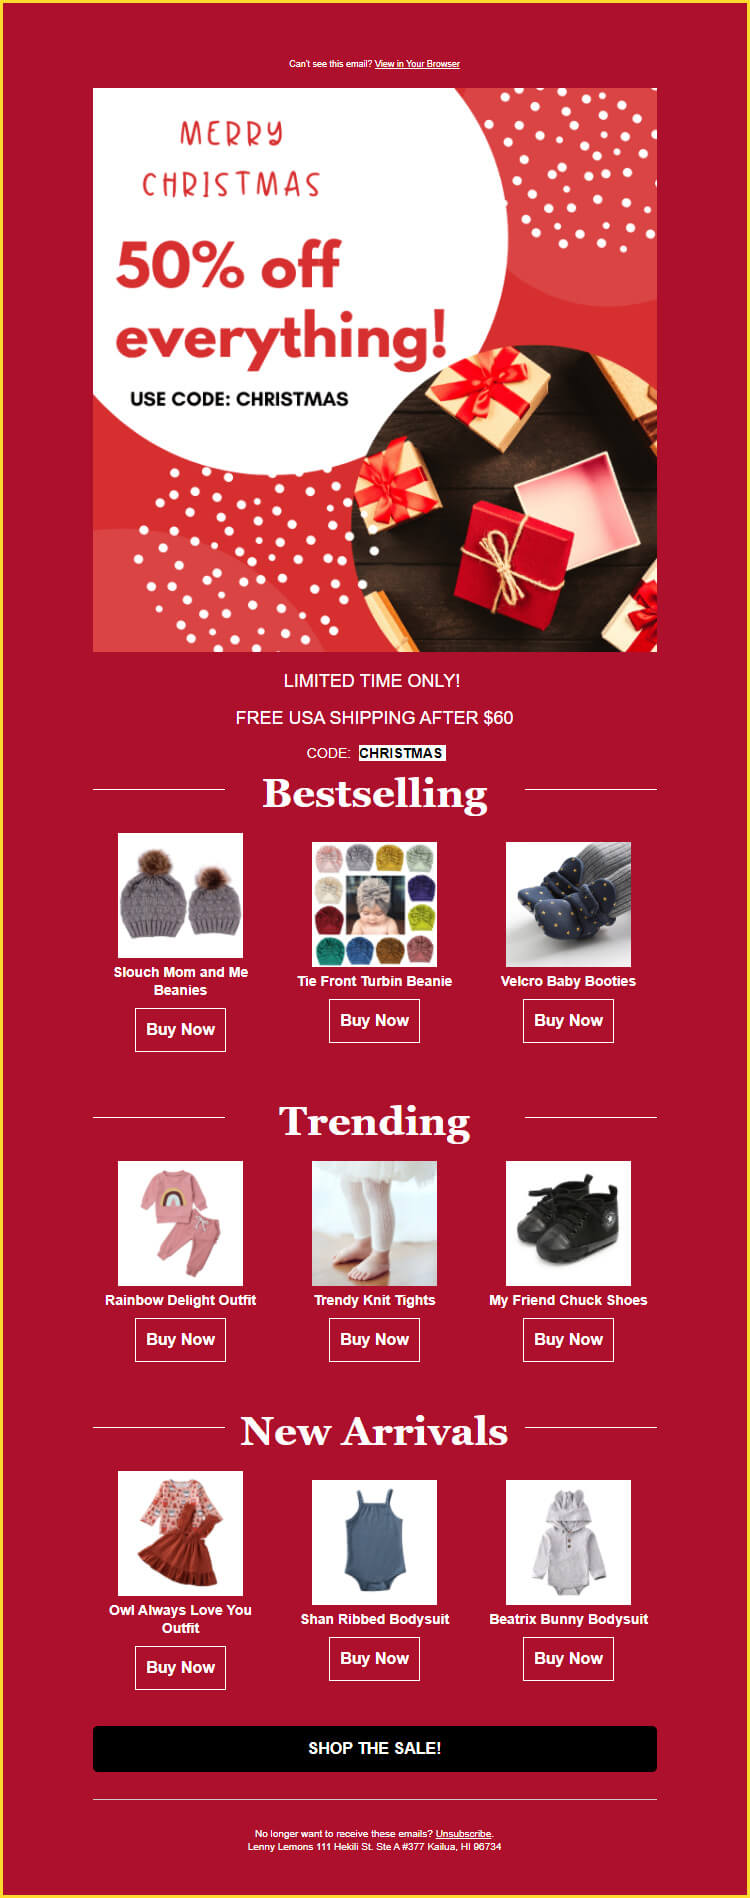 Can't see this email? View in Your Browser
MERRY
CHRISTMAS
50% off
everything!
USE CODE: CHRISTMAS
LIMITED TIME ONLY!
FREE USA SHIPPING AFTER $60
CODE: CHRISTMAS
Bestselling
Slouch Mom and Me
Beanies
Buy Now
Tie Front Turbin Beanie
Buy Now
Velcro Baby Booties
Buy Now
Trending
Rainbow Delight Outfit
Buy Now
Trendy Knit Tights
Buy Now
My Friend Chuck Shoes
Buy Now
New Arrivals
Owl Always Love You
Outfit
Buy Now
Shan Ribbed Bodysuit
Buy Now
Beatrix Bunny Bodysuit
Buy Now
SHOP THE SALE!
No longer want to receive these emails? Unsubscribe.
Lenny Lemons 111 Hekili St. Ste A #377 Kailua, HI 96734